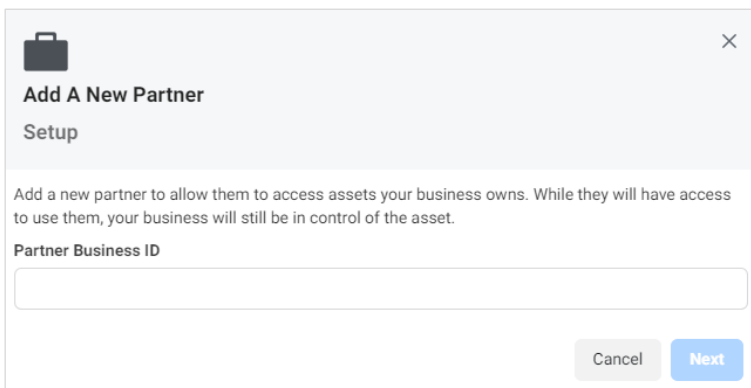 Add A New Partner
Setup
Add a new partner to allow them to access assets your business owns. While they will have access
to use them, your business will still be in control of the asset.
Partner Business ID
Cancel
Next